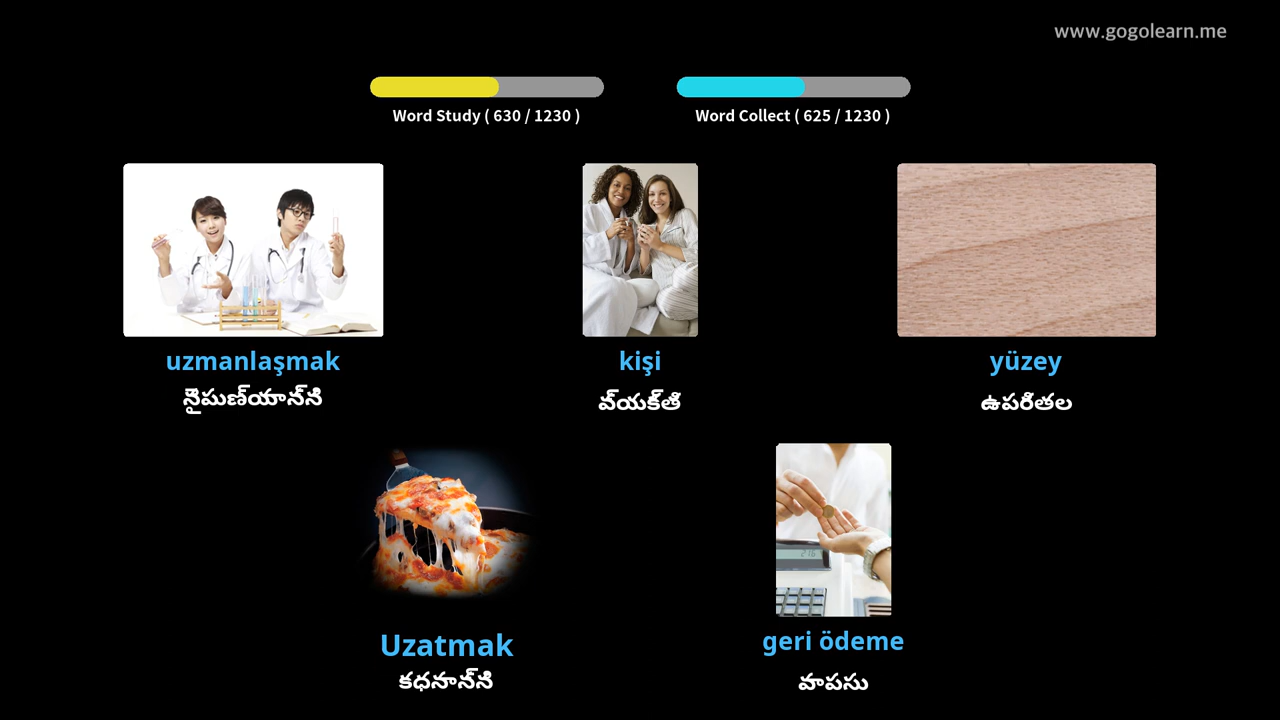 www.gogolearn.me
Word Study ( 630 / 1230 )
Word Collect ( 625 / 1230 )
uzmanlaşmak
నైపుణ్యాన్ని
kişi
వ్యక్తి
yüzey
ఉపరితల
Uzatmak
కధనాన్ని
geri ödeme
వాపసు